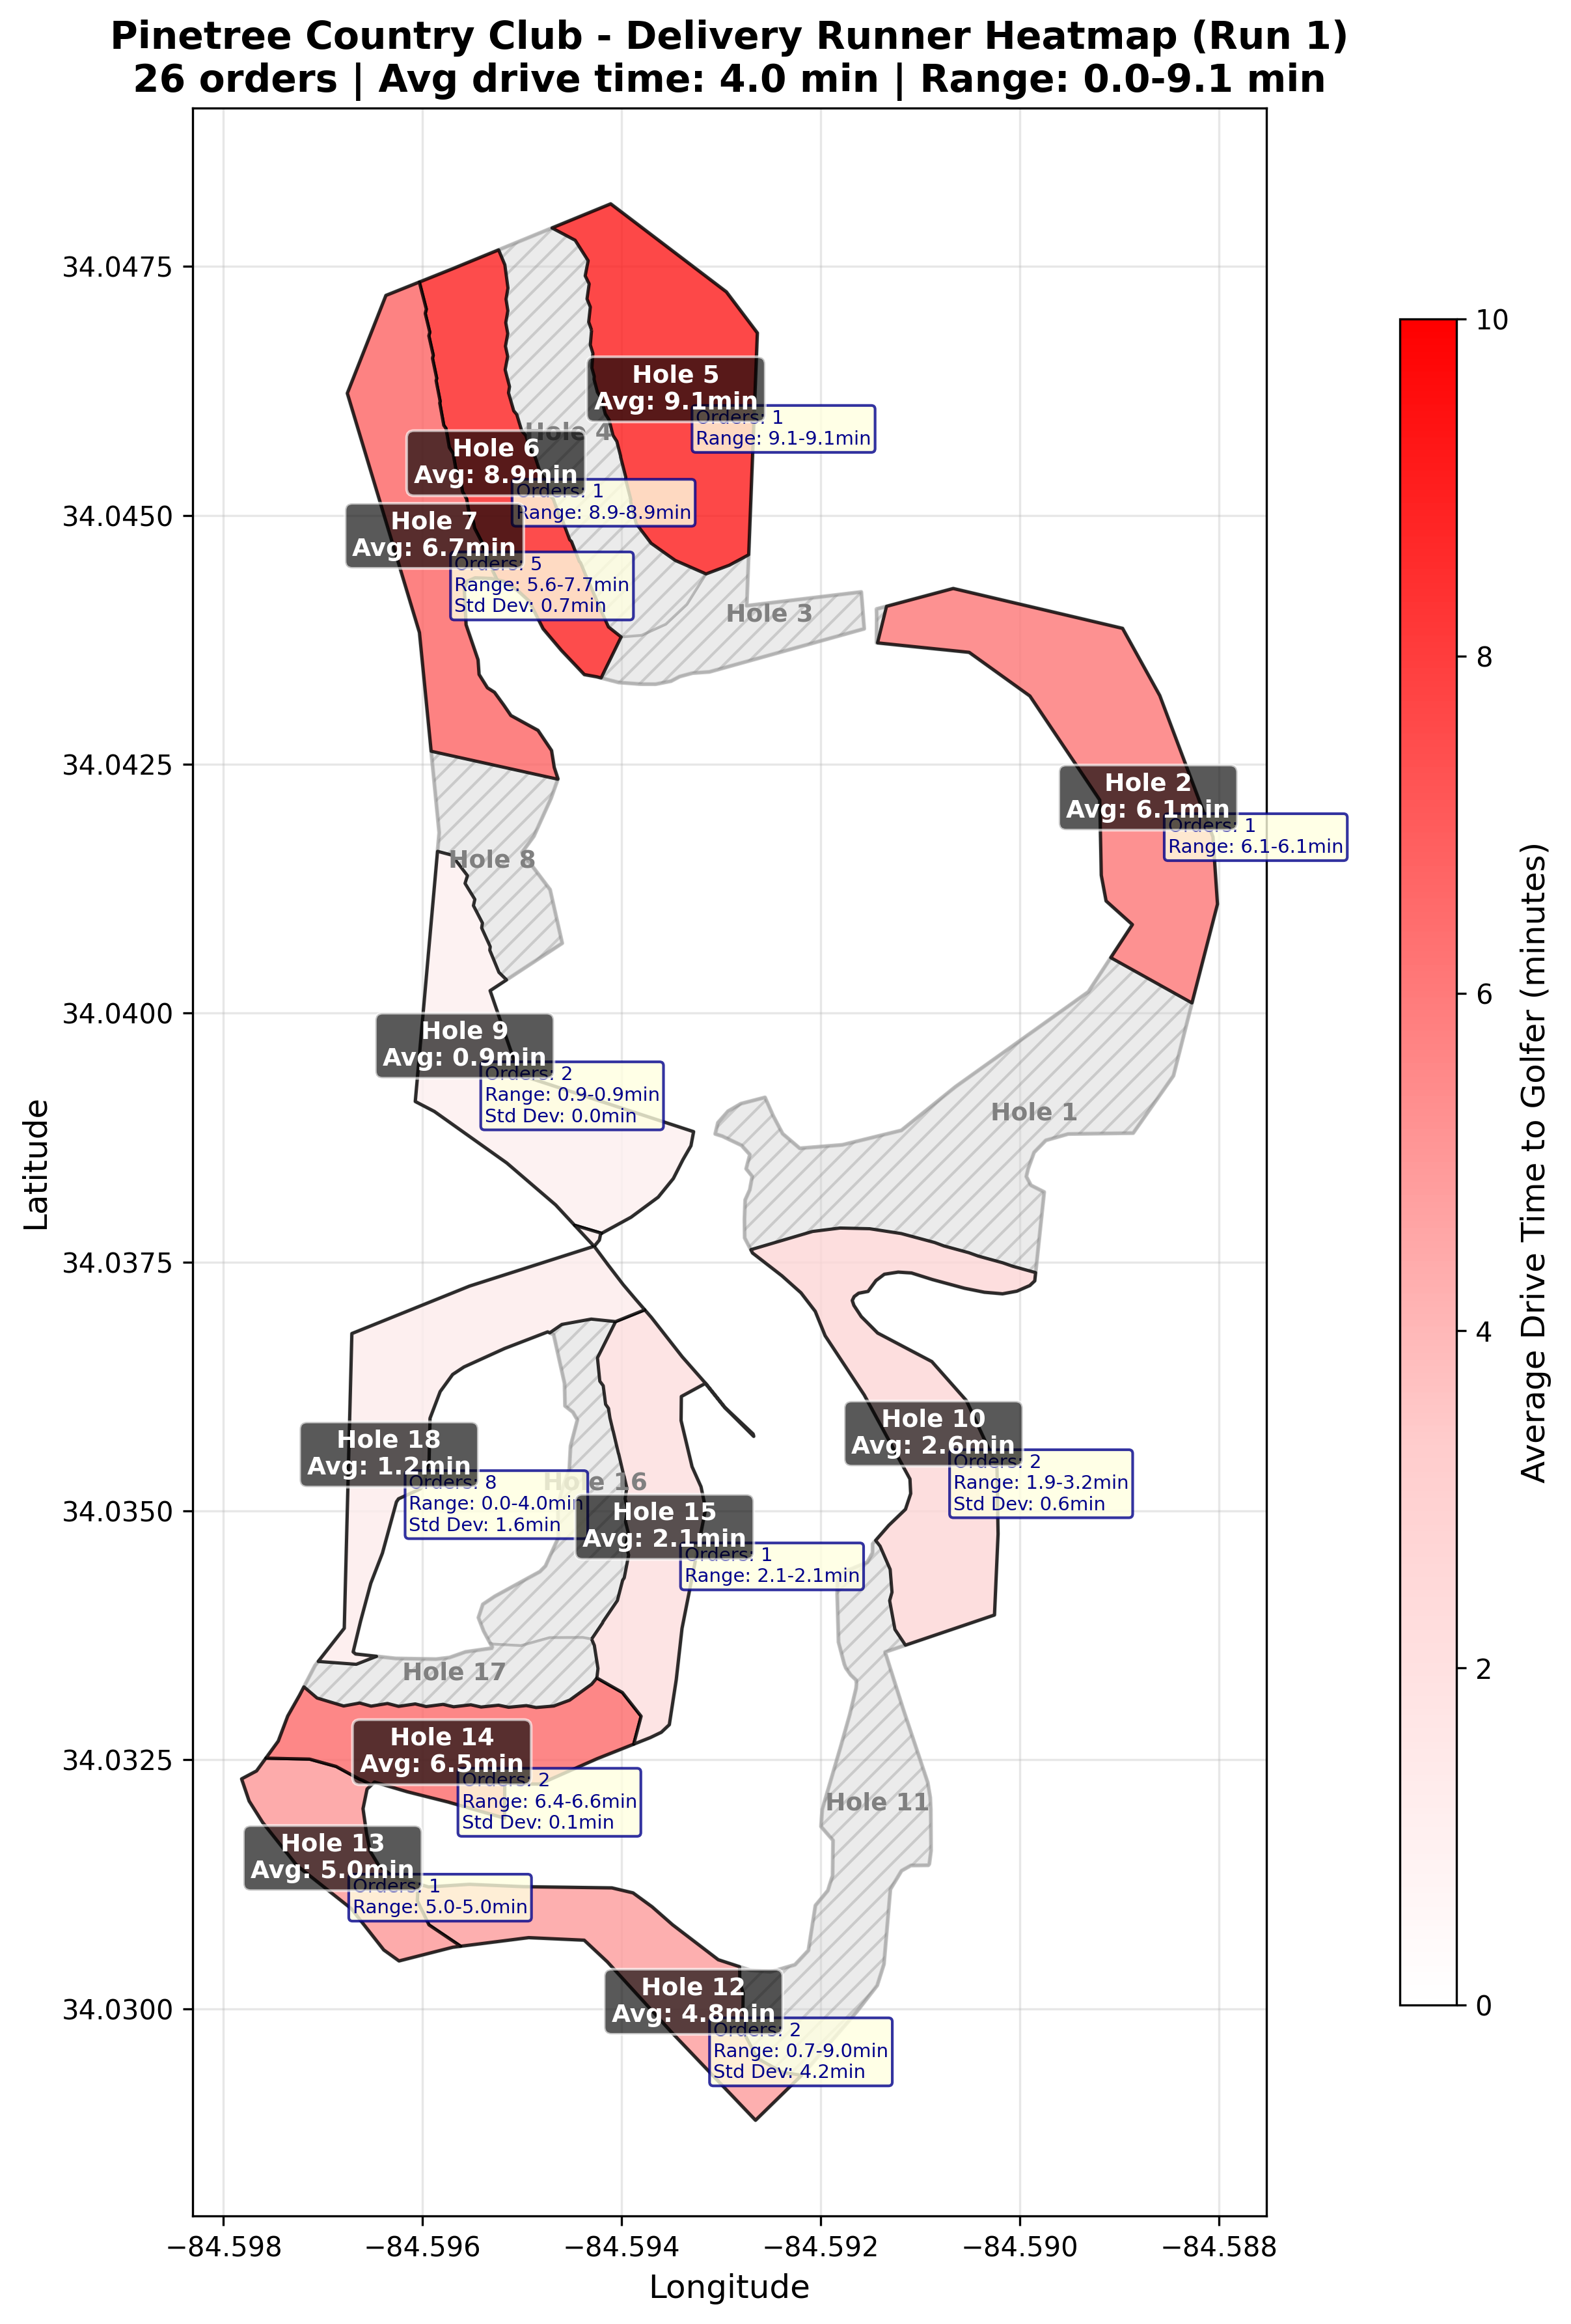 Pinetree Country Club - Delivery Runner Heatmap (Run 1)
26 orders | Avg drive time: 4.0 min | Range: 0.0-9.1 min
34.0475
34.0450
34.0425
34.0400
34.0375
34.0350
34.0325
34.0300
Latitude
Hole 5
Avg: 9.1min
Orders: 1
Range: 9.1-9.1min
Hole 4
Hole 6
Avg: 8.9min
Orders: 1
Range: 8.9-8.9min
Hole 7
Avg: 6.7min
Orders: 5
Range: 5.6-7.7min
Std Dev: 0.7min
Hole 3
Hole 2
Avg: 6.1min
Orders: 1
Range: 6.1-6.1min
Hole 8
Hole 9
Avg: 0.9min
Orders: 2
Range: 0.9-0.9min
Std Dev: 0.0min
Hole 1
Hole 10
Avg: 2.6min
Orders: 2
Range: 1.9-3.2min
Std Dev: 0.6min
Hole 18
Avg: 1.2min
Orders: 8
Range: 0.0-4.0min
Std Dev: 1.6min
Hole 16
Hole 15
Avg: 2.1min
Orders: 1
Range: 2.1-2.1min
Hole 17
Hole 14
Avg: 6.5min
Orders: 2
Range: 6.4-6.6min
Std Dev: 0.1min
Hole 11
Hole 13
Avg: 5.0min
Orders: 1
Range: 5.0-5.0min
Hole 12
Avg: 4.8min
Orders: 2
Range: 0.7-9.0min
Std Dev: 4.2min
−84.598
−84.596
−84.594
−84.592
−84.590
−84.588
Longitude
10
8
6
4
2
0
Average Drive Time to Golfer (minutes)